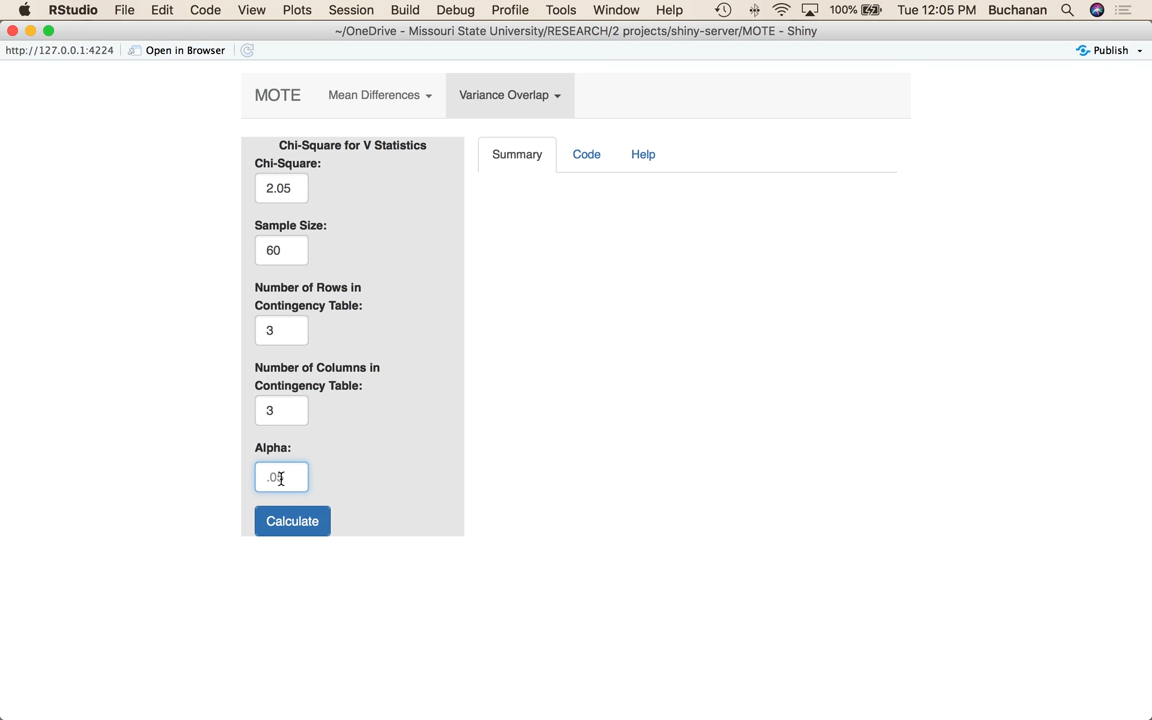 RStudio File Edit Code View Plots Session Build Debug Profile Tools Window Help 100% Tue 12:05 PM Buchanan
~/OneDrive - Missouri State University/RESEARCH/2 projects/shiny-server/MOTE - Shiny
http://127.0.0.1:4224 Open in Browser Publish
MOTE Mean Differences Variance Overlap
Chi-Square for V Statistics
Chi-Square:
2.05
Sample Size:
60
Number of Rows in
Contingency Table:
3
Number of Columns in
Contingency Table:
3
Alpha:
.05
Calculate
Summary Code Help